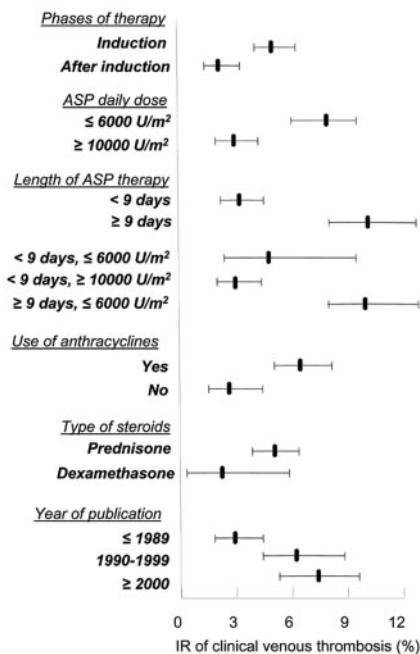 Phases of therapy
Induction
After induction
ASP daily dose
≤ 6000 U/m²
≥ 10000 U/m²
Length of ASP therapy
< 9 days
≥ 9 days
< 9 days, ≤ 6000 U/m²
< 9 days, ≥ 10000 U/m²
≥ 9 days, ≤ 6000 U/m²
Use of anthracyclines
Yes
No
Type of steroids
Prednisone
Dexamethasone
Year of publication
≤ 1989
1990-1999
≥ 2000
0 3 6 9 12
IR of clinical venous thrombosis (%)